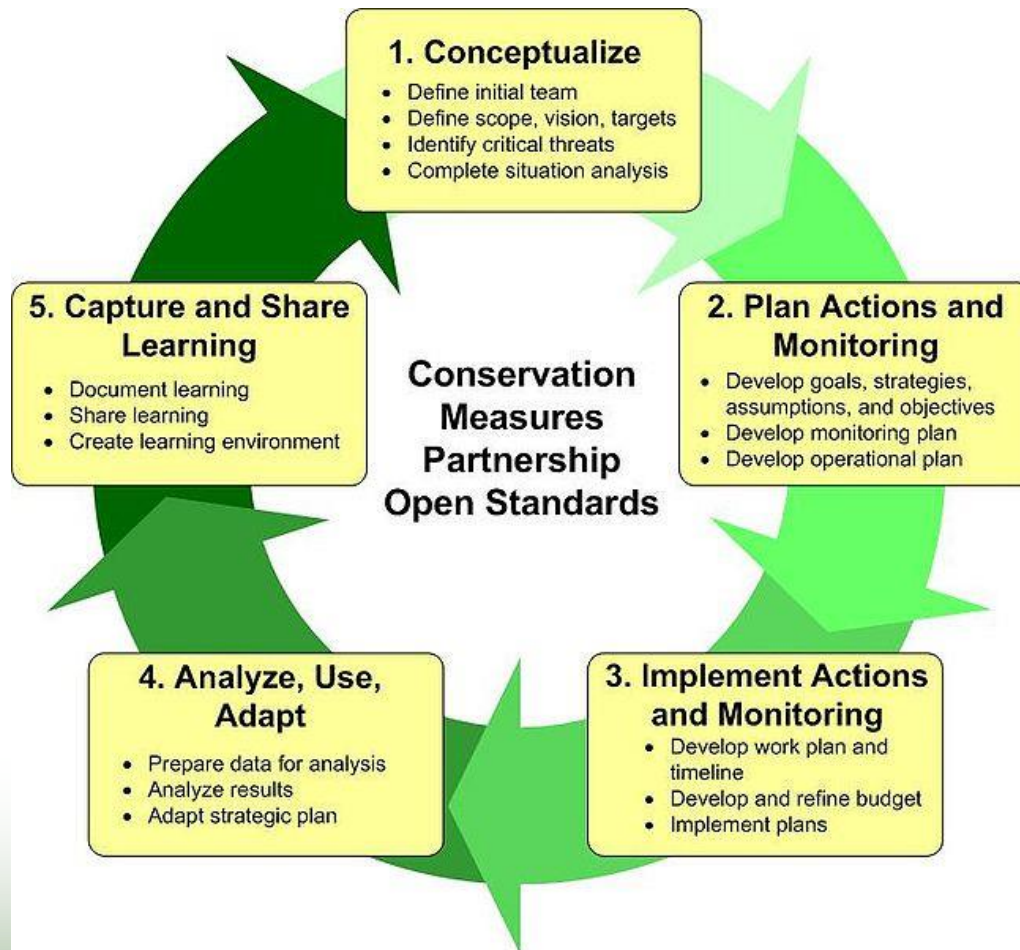 1. Conceptualize
• Define initial team
• Define scope, vision, targets
• Identify critical threats
• Complete situation analysis
2. Plan Actions and
Monitoring
• Develop goals, strategies,
assumptions, and objectives
• Develop monitoring plan
• Develop operational plan
3. Implement Actions
and Monitoring
• Develop work plan and
timeline
• Develop and refine budget
• Implement plans
4. Analyze, Use,
Adapt
• Prepare data for analysis
• Analyze results
• Adapt strategic plan
5. Capture and Share
Learning
• Document learning
• Share learning
• Create learning environment
Conservation
Measures
Partnership
Open Standards